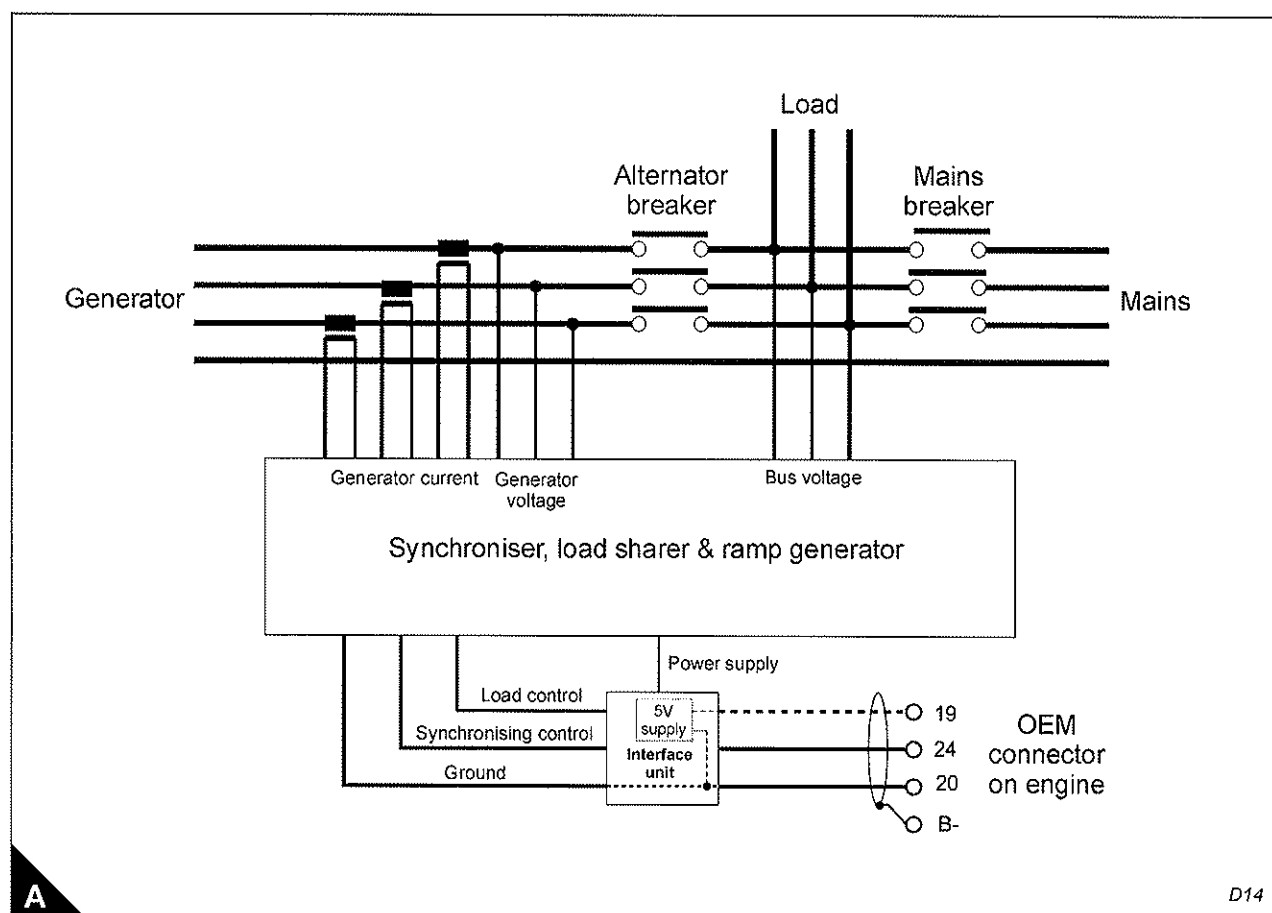 Load
Alternator
breaker
Mains
breaker
Generator
Mains
Generator current
Generator
voltage
Bus voltage
Synchroniser, load sharer & ramp generator
Power supply
Load control
Synchronising control
Ground
5V
supply
Interface
unit
19
24
20
B-
OEM
connector
on engine
A
D14